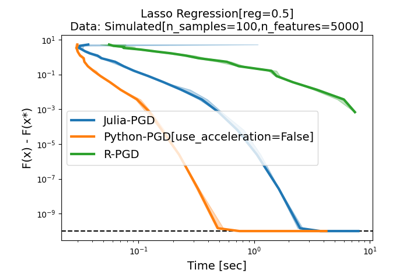 Lasso Regression[reg=0.5]
Data: Simulated[n_samples=100,n_features=5000]
F(x) - F(x*)
10^1
10^-1
10^-3
10^-5
10^-7
10^-9
Julia-PGD
Python-PGD[use_acceleration=False]
R-PGD
10^-1
10^0
10^1
Time [sec]